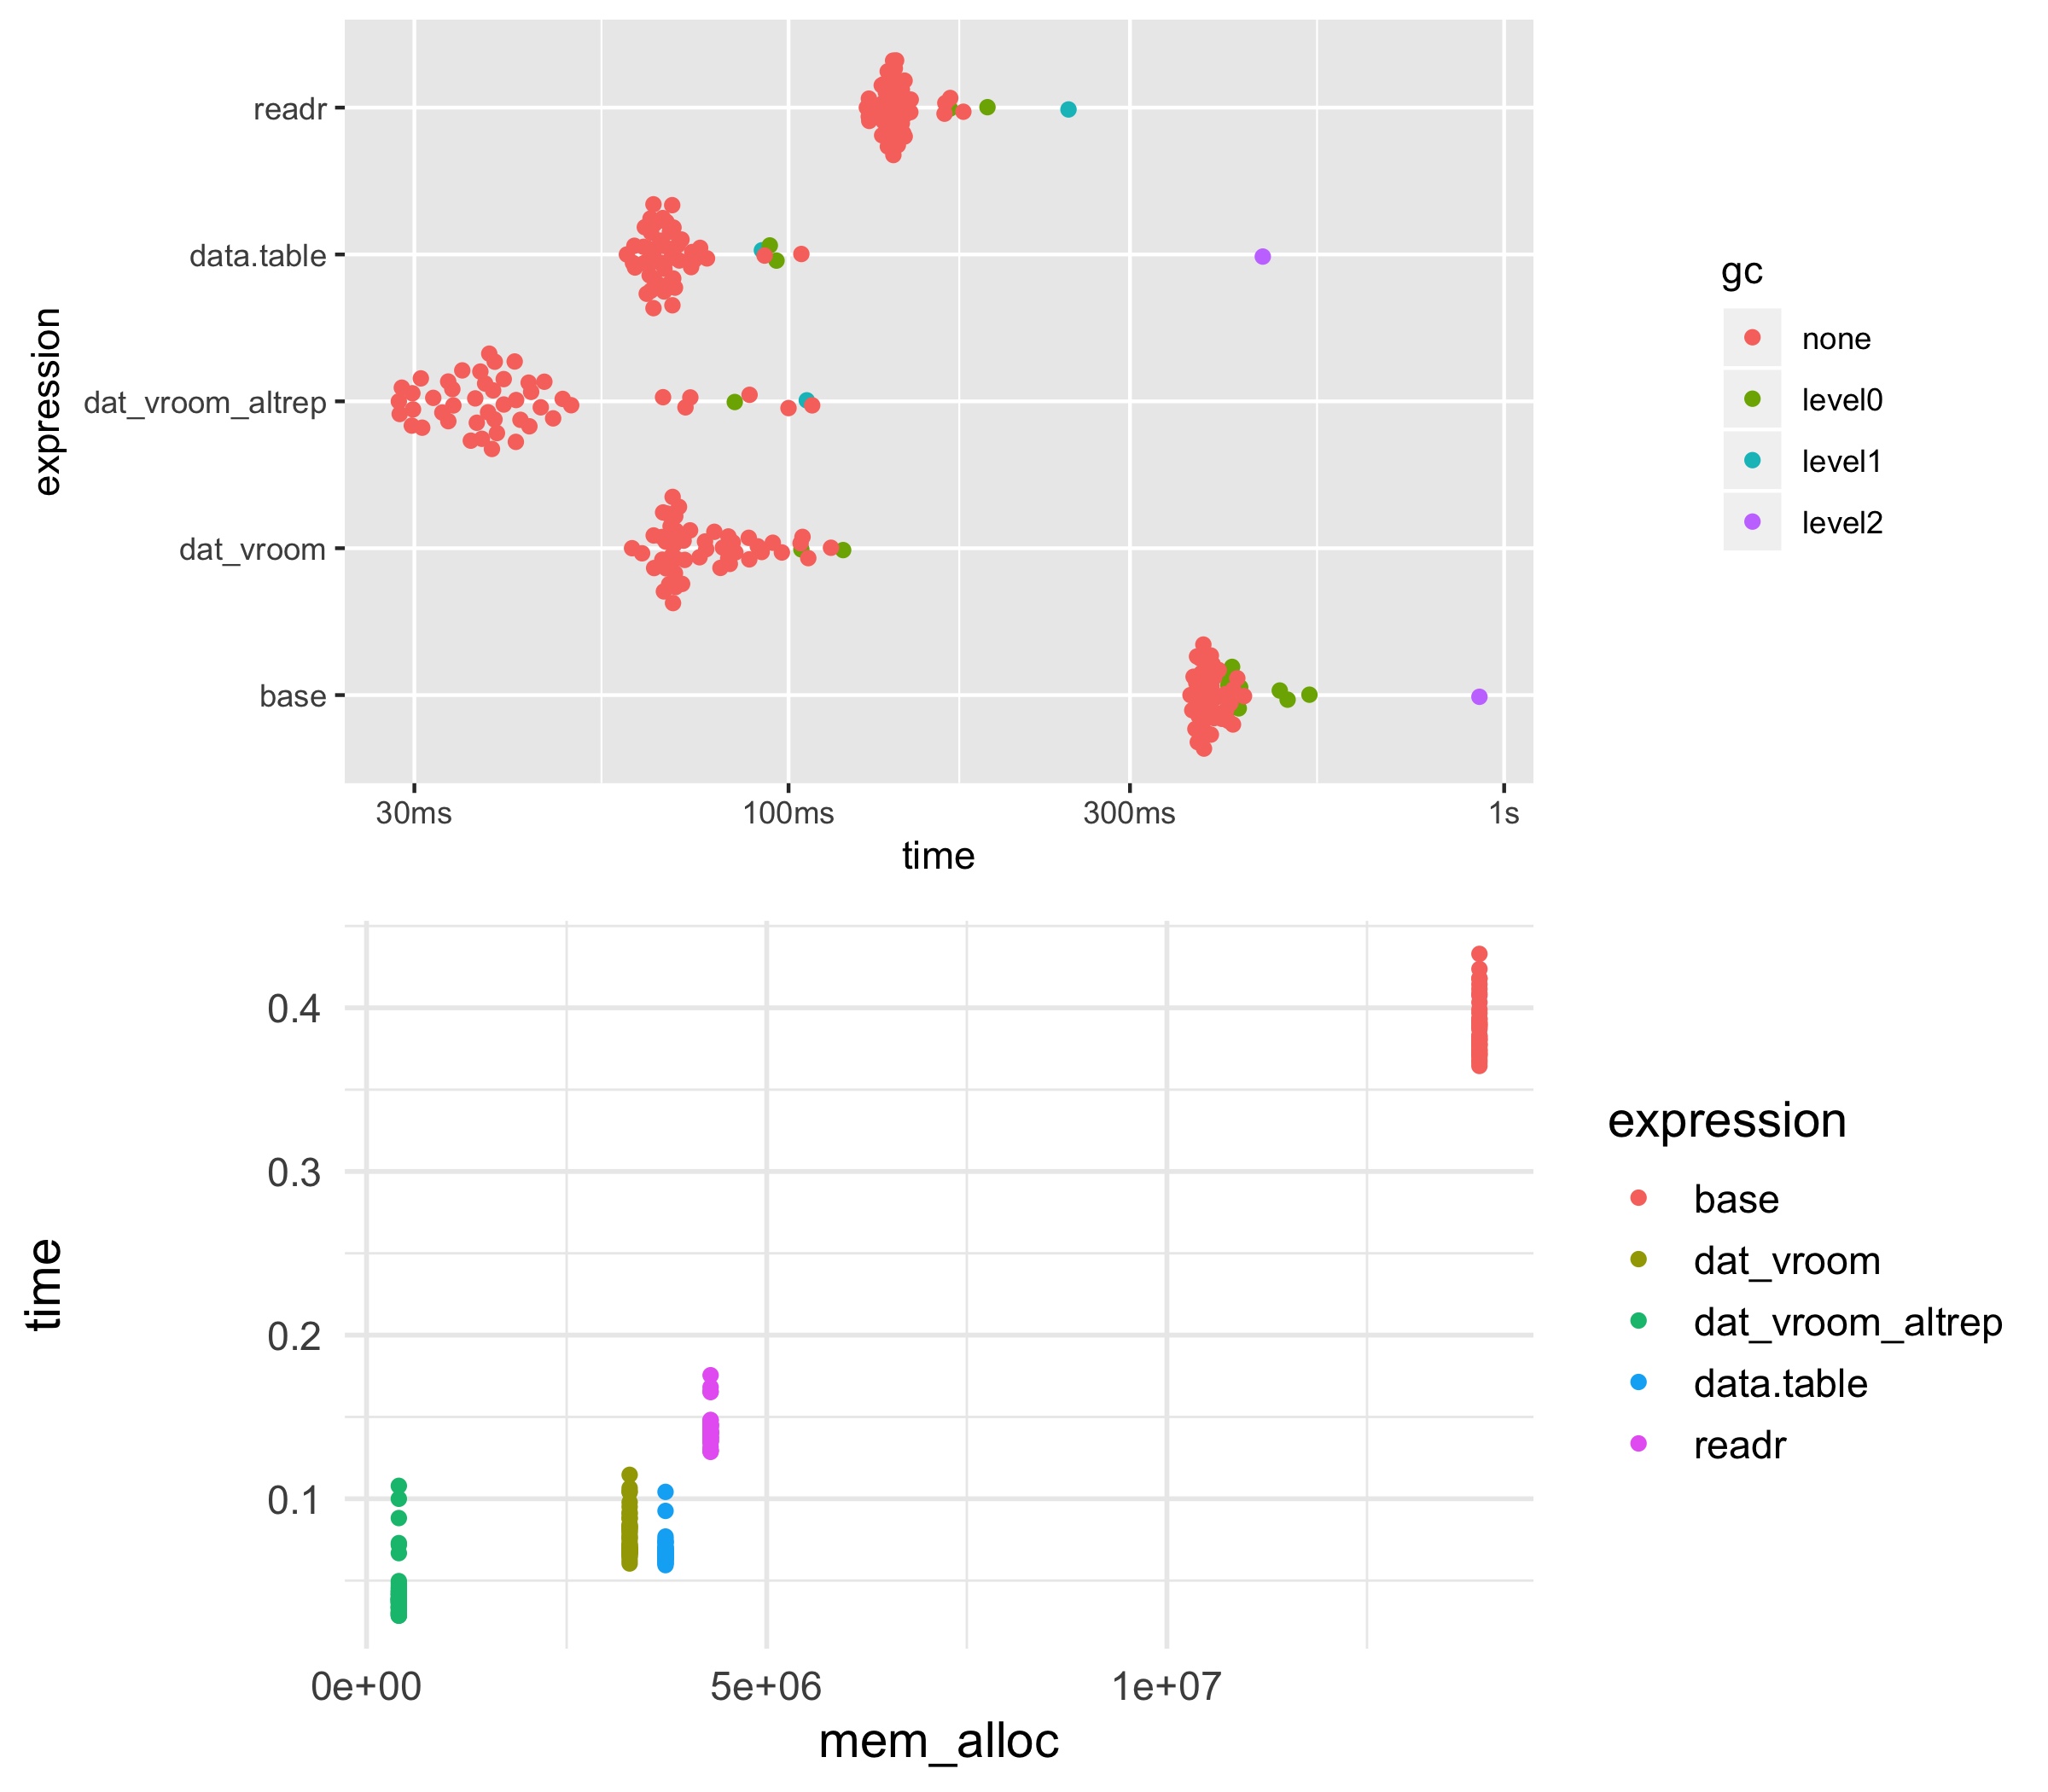 readr
data.table
dat_vroom_altrep
dat_vroom
base
expression
30ms
100ms
300ms
1s
time
gc
none
level0
level1
level2
0.4
0.3
0.2
0.1
time
0e+00
5e+06
1e+07
mem_alloc
expression
base
dat_vroom
dat_vroom_altrep
data.table
readr